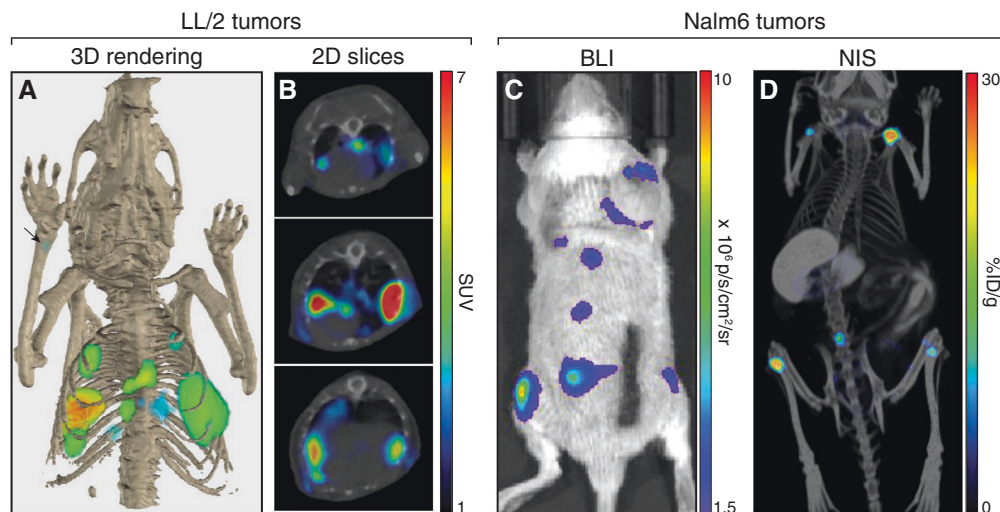 LL/2 tumors
Nalm6 tumors
3D rendering
2D slices
BLI
NIS
A
B
C
D
7
SUV
1
10
x 10⁶ p/s/cm²/sr
1.5
30
%ID/g
0